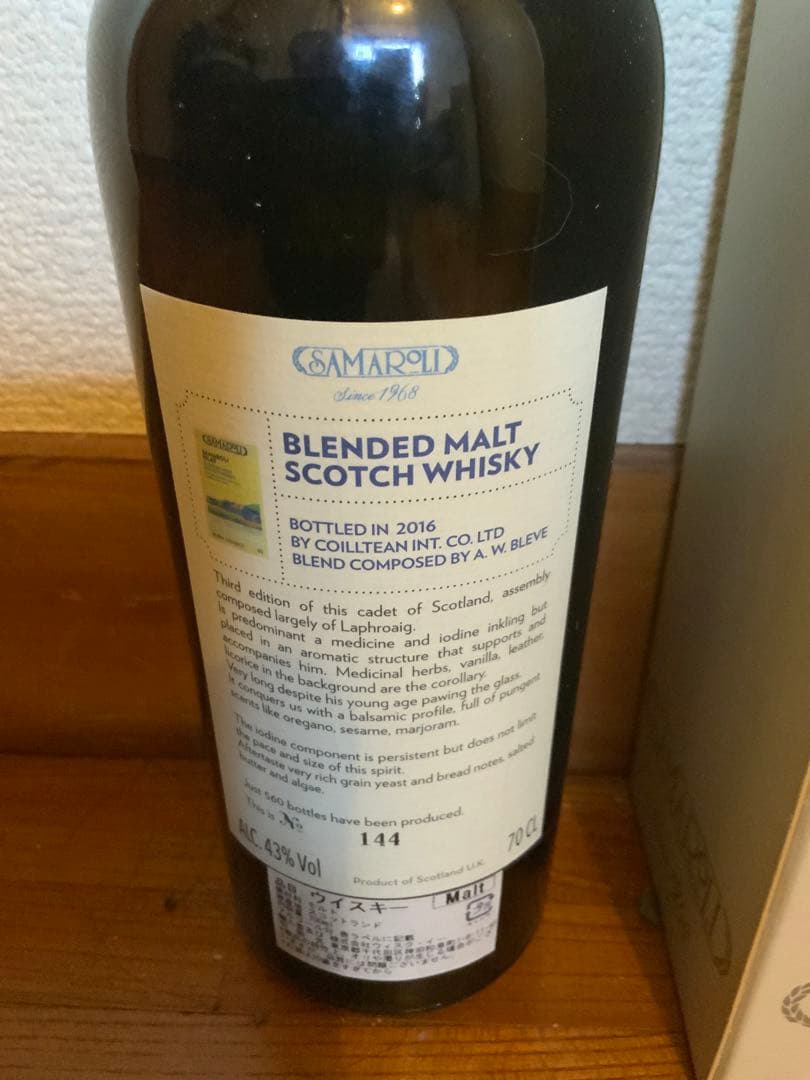 SAMAROLI
Since 1968
SAMAROLI
BLENDED MALT
SCOTCH WHISKY
BOTTLED IN 2016
BY COILLTEAN INT. CO. LTD
BLEND COMPOSED BY A. W. BLEVE
Third edition of this cadet of Scotland, assembly
composed largely of Laphroaig.
Is predominant a medicine and iodine inkling but
placed in an aromatic structure that supports and
accompanies him. Medicinal herbs, vanilla, leather,
licorice in the background are the corollary.
Very long despite his young age pawing the glass.
It conquers us with a balsamic profile, full of pungent
scents like oregano, sesame, marjoram.
The iodine component is persistent but does not limit
the pace and size of this spirit.
Aftertaste very rich grain yeast and bread notes, salted
butter and algae.
Just 560 bottles have been produced.
This is No
144
ALC. 43% Vol
70 CL
Product of Scotland U.K.
品目 ウイスキー
Malt